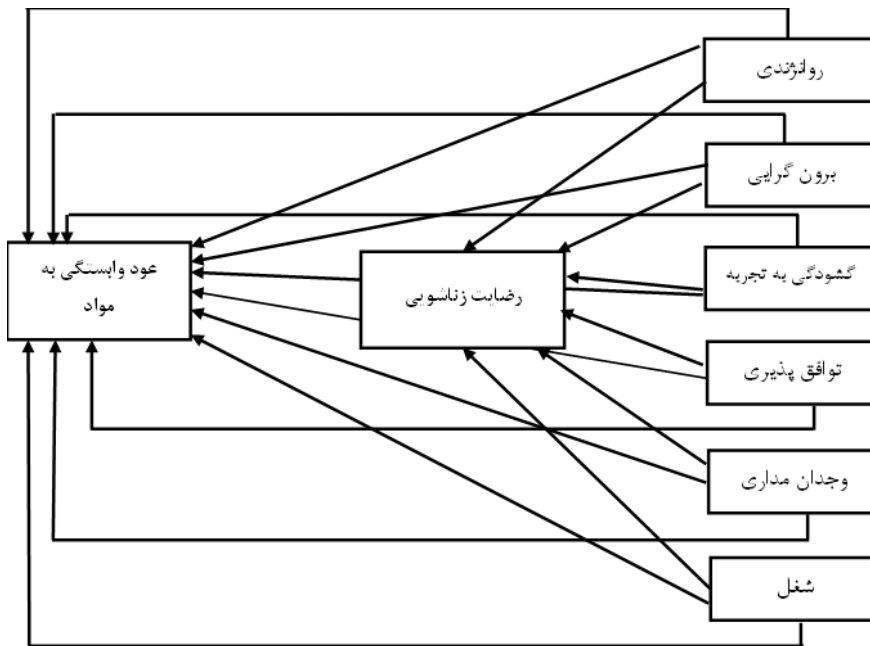 روانژندی
برون گرایی
گشودگی به تجربه
توافق پذیری
وجدان مداری
شغل
رضایت زناشویی
عود وابستگی به
مواد